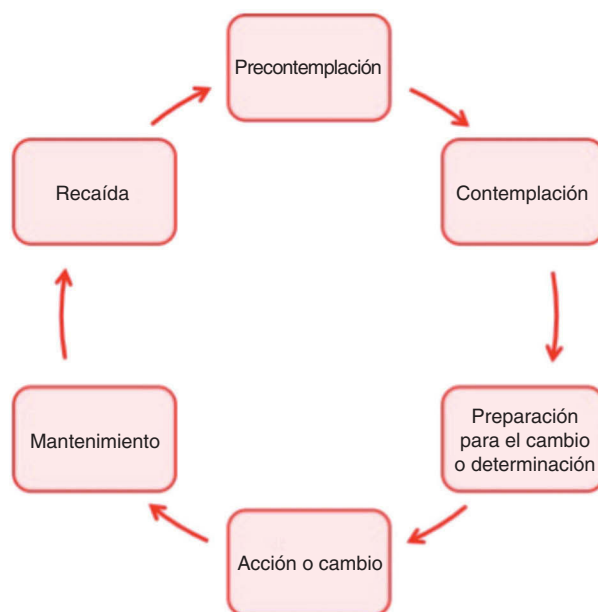 Precontemplación
Contemplación
Preparación
para el cambio
o determinación
Acción o cambio
Mantenimiento
Recaída